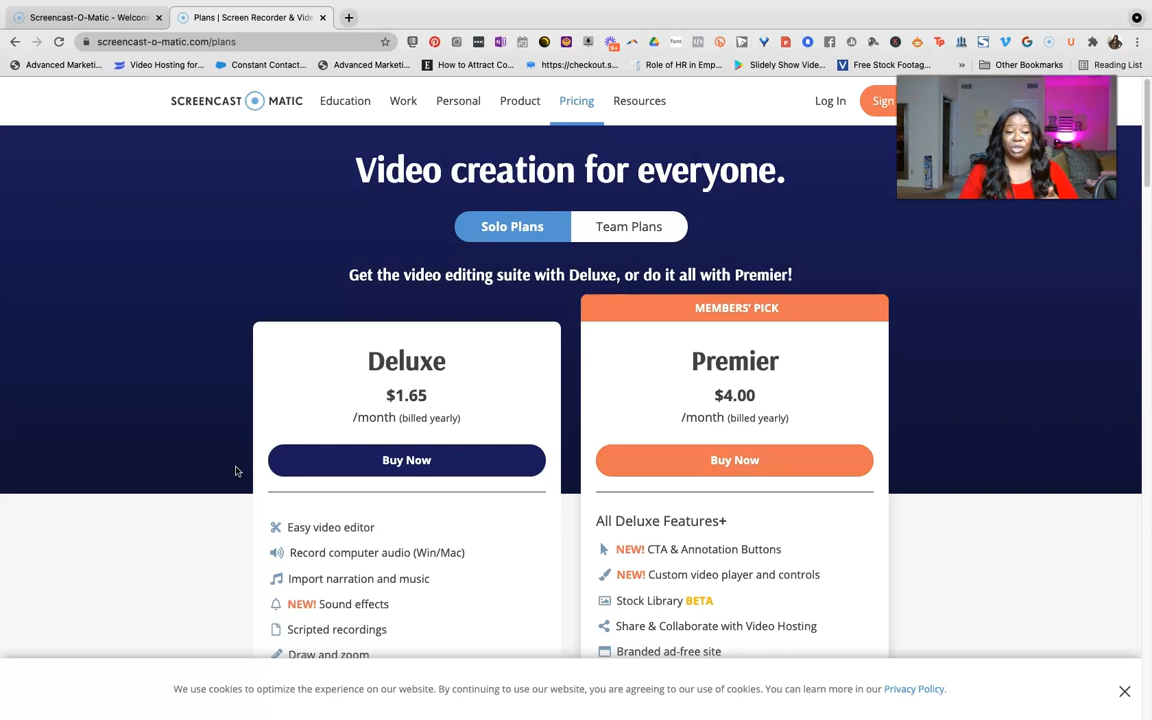 Screencast-O-Matic - Welcom
Plans | Screen Recorder & Vid
screencast-o-matic.com/plans
Advanced Marketi...
Video Hosting for...
Constant Contact...
Advanced Marketi...
How to Attract Co...
https://checkout.s...
Role of HR in Emp...
Slidely Show Vide...
Free Stock Footag...
»
Other Bookmarks
Reading List
SCREENCAST MATIC
Education
Work
Personal
Product
Pricing
Resources
Log In
Sign
Video creation for everyone.
Solo Plans
Team Plans
Get the video editing suite with Deluxe, or do it all with Premier!
MEMBERS' PICK
Deluxe
$1.65
/month (billed yearly)
Buy Now
Easy video editor
Record computer audio (Win/Mac)
Import narration and music
NEW! Sound effects
Scripted recordings
Draw and zoom
Premier
$4.00
/month (billed yearly)
Buy Now
All Deluxe Features+
NEW! CTA & Annotation Buttons
NEW! Custom video player and controls
Stock Library BETA
Share & Collaborate with Video Hosting
Branded ad-free site
We use cookies to optimize the experience on our website. By continuing to use our website, you are agreeing to our use of cookies. You can learn more in our Privacy Policy.